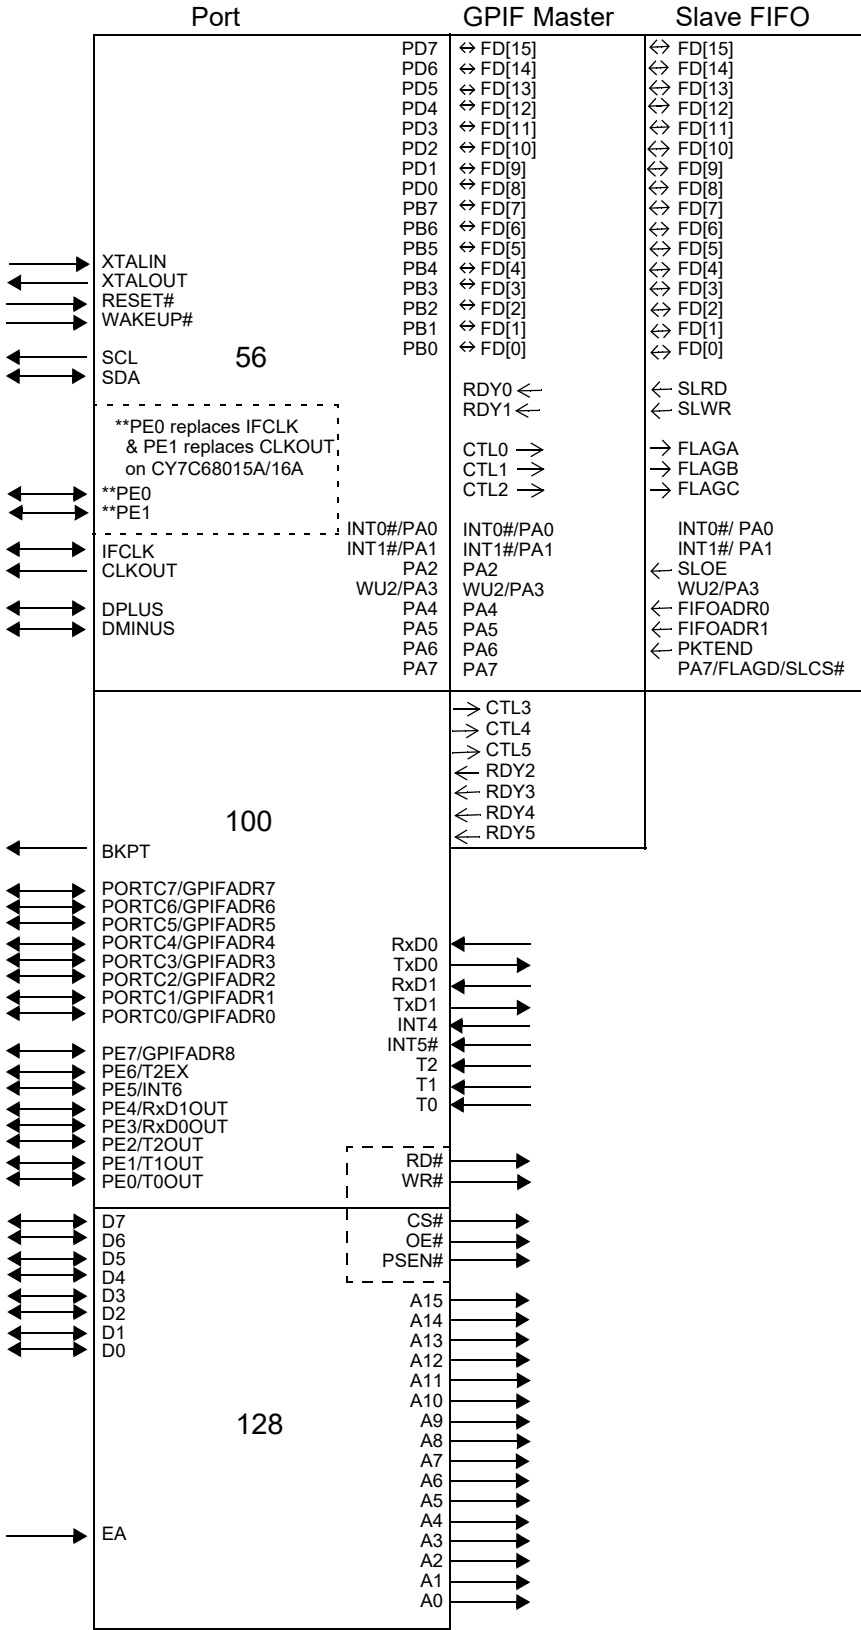 Port GPIF Master Slave FIFO
PD7 FD[15] FD[15]
PD6 FD[14] FD[14]
PD5 FD[13] FD[13]
PD4 FD[12] FD[12]
PD3 FD[11] FD[11]
PD2 FD[10] FD[10]
PD1 FD[9] FD[9]
PD0 FD[8] FD[8]
PB7 FD[7] FD[7]
PB6 FD[6] FD[6]
PB5 FD[5] FD[5]
PB4 FD[4] FD[4]
PB3 FD[3] FD[3]
PB2 FD[2] FD[2]
PB1 FD[1] FD[1]
PB0 FD[0] FD[0]
XTALIN
XTALOUT
RESET#
WAKEUP#
SCL
SDA
56
RDY0 SLRD
RDY1 SLWR
**PE0 replaces IFCLK
& PE1 replaces CLKOUT
on CY7C68015A/16A
CTL0 FLAGA
CTL1 FLAGB
CTL2 FLAGC
**PE0
**PE1
IFCLK
CLKOUT
DPLUS
DMINUS
INT0#/PA0 INT0#/PA0 INT0#/ PA0
INT1#/PA1 INT1#/PA1 INT1#/ PA1
PA2 PA2 SLOE
WU2/PA3 WU2/PA3 WU2/PA3
PA4 PA4 FIFOADR0
PA5 PA5 FIFOADR1
PA6 PA6 PKTEND
PA7 PA7 PA7/FLAGD/SLCS#
CTL3
CTL4
CTL5
RDY2
RDY3
RDY4
RDY5
100
BKPT
PORTC7/GPIFADR7
PORTC6/GPIFADR6
PORTC5/GPIFADR5
PORTC4/GPIFADR4
PORTC3/GPIFADR3
PORTC2/GPIFADR2
PORTC1/GPIFADR1
PORTC0/GPIFADR0
PE7/GPIFADR8
PE6/T2EX
PE5/INT6
PE4/RxD1OUT
PE3/RxD0OUT
PE2/T2OUT
PE1/T1OUT
PE0/T0OUT
RxD0
TxD0
RxD1
TxD1
INT4
INT5#
T2
T1
T0
RD#
WR#
CS#
OE#
PSEN#
D7
D6
D5
D4
D3
D2
D1
D0
128
EA
A15
A14
A13
A12
A11
A10
A9
A8
A7
A6
A5
A4
A3
A2
A1
A0